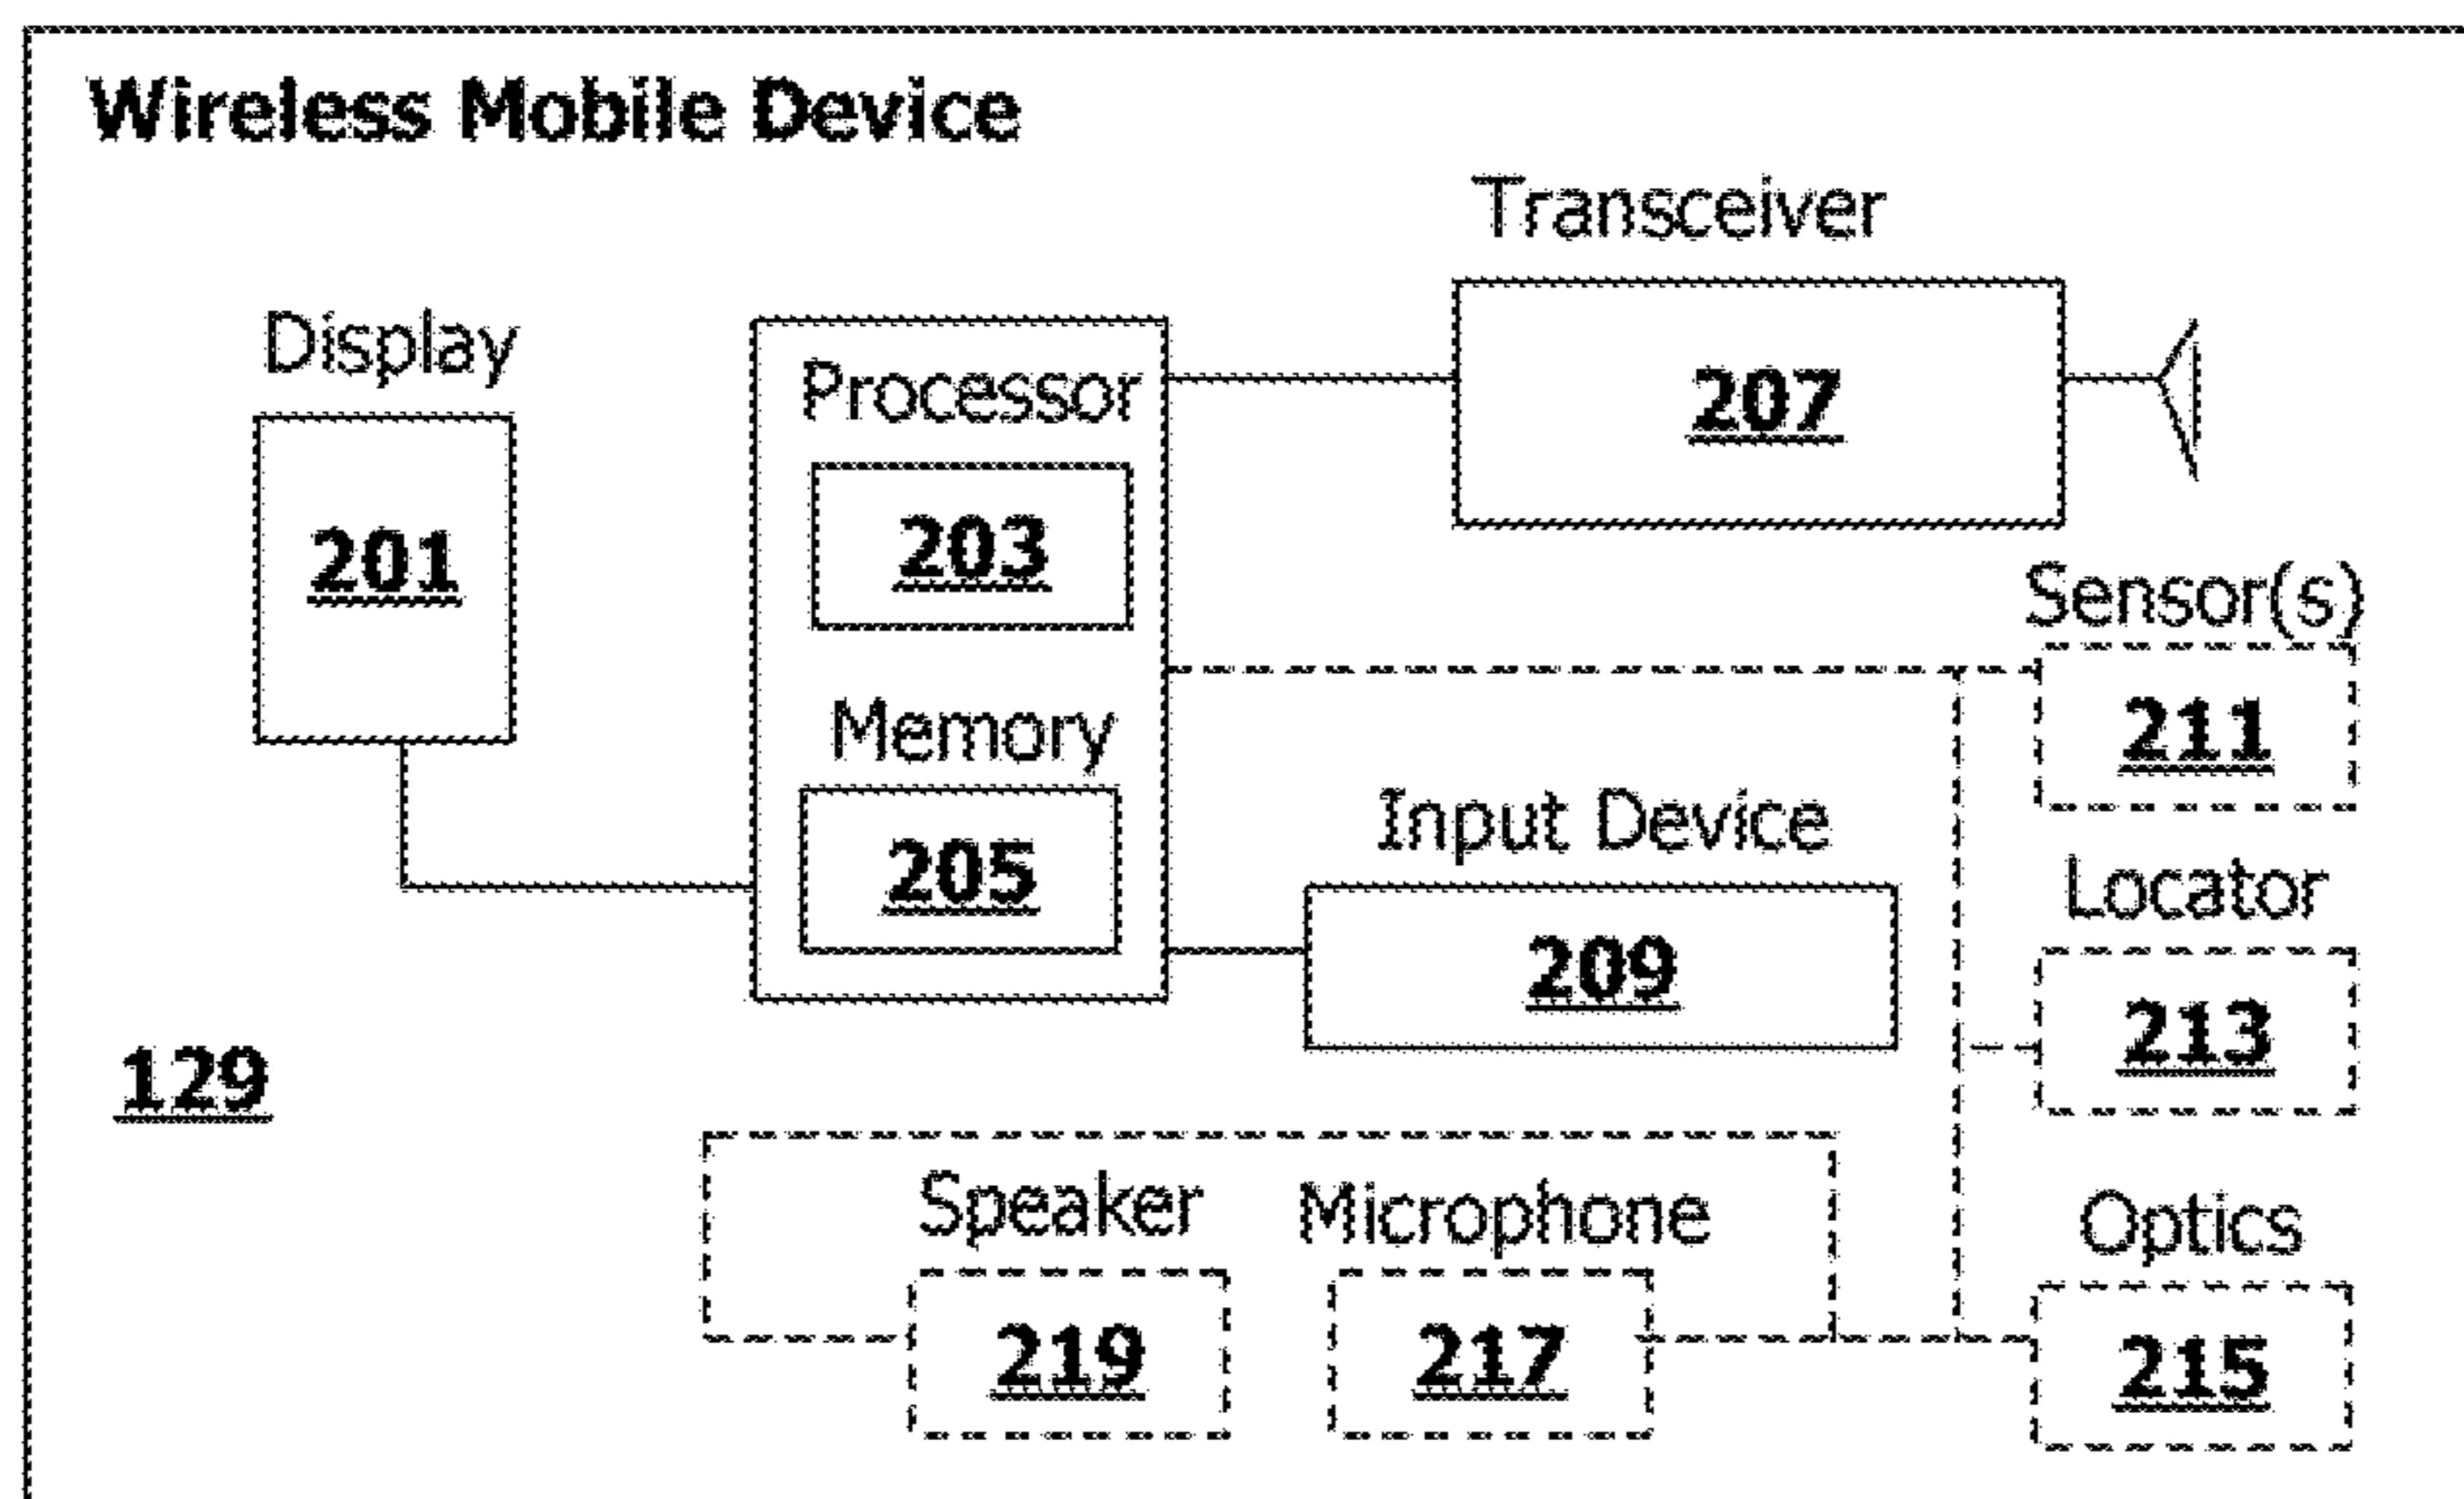 Wireless Mobile Device
Transceiver
207
Display
201
Processor
203
Memory
205
Sensor(s)
211
Input Device
209
Locator
213
129
Speaker
219
Microphone
217
Optics
215